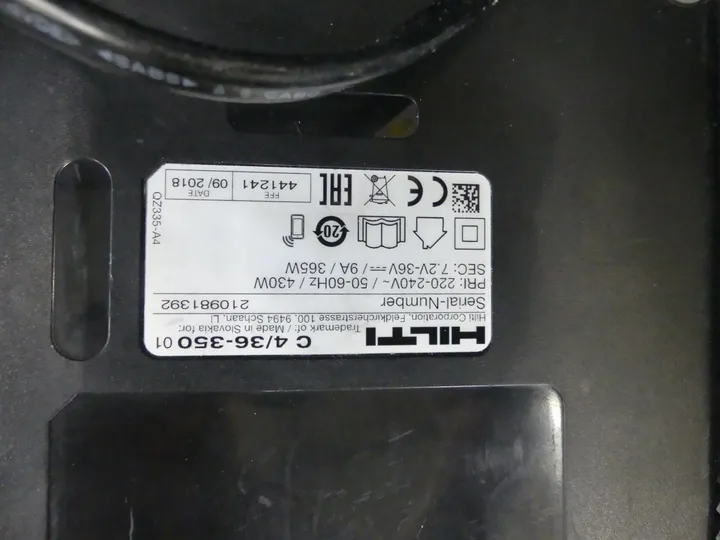 HILTI C 4/36-350 01
Trademark of: / Made in Slovakia for:
Hilti Corporation, Feldkircherstrasse 100, 9494 Schaan, LI
Serial-Number 210981392
PRI: 220-240V~ / 50-60Hz / 430W
SEC: 7.2V-36V ⎓ / 9A / 365W
20
CE EAC
FFE 441241
DATE 09/2018
QZ335-A4